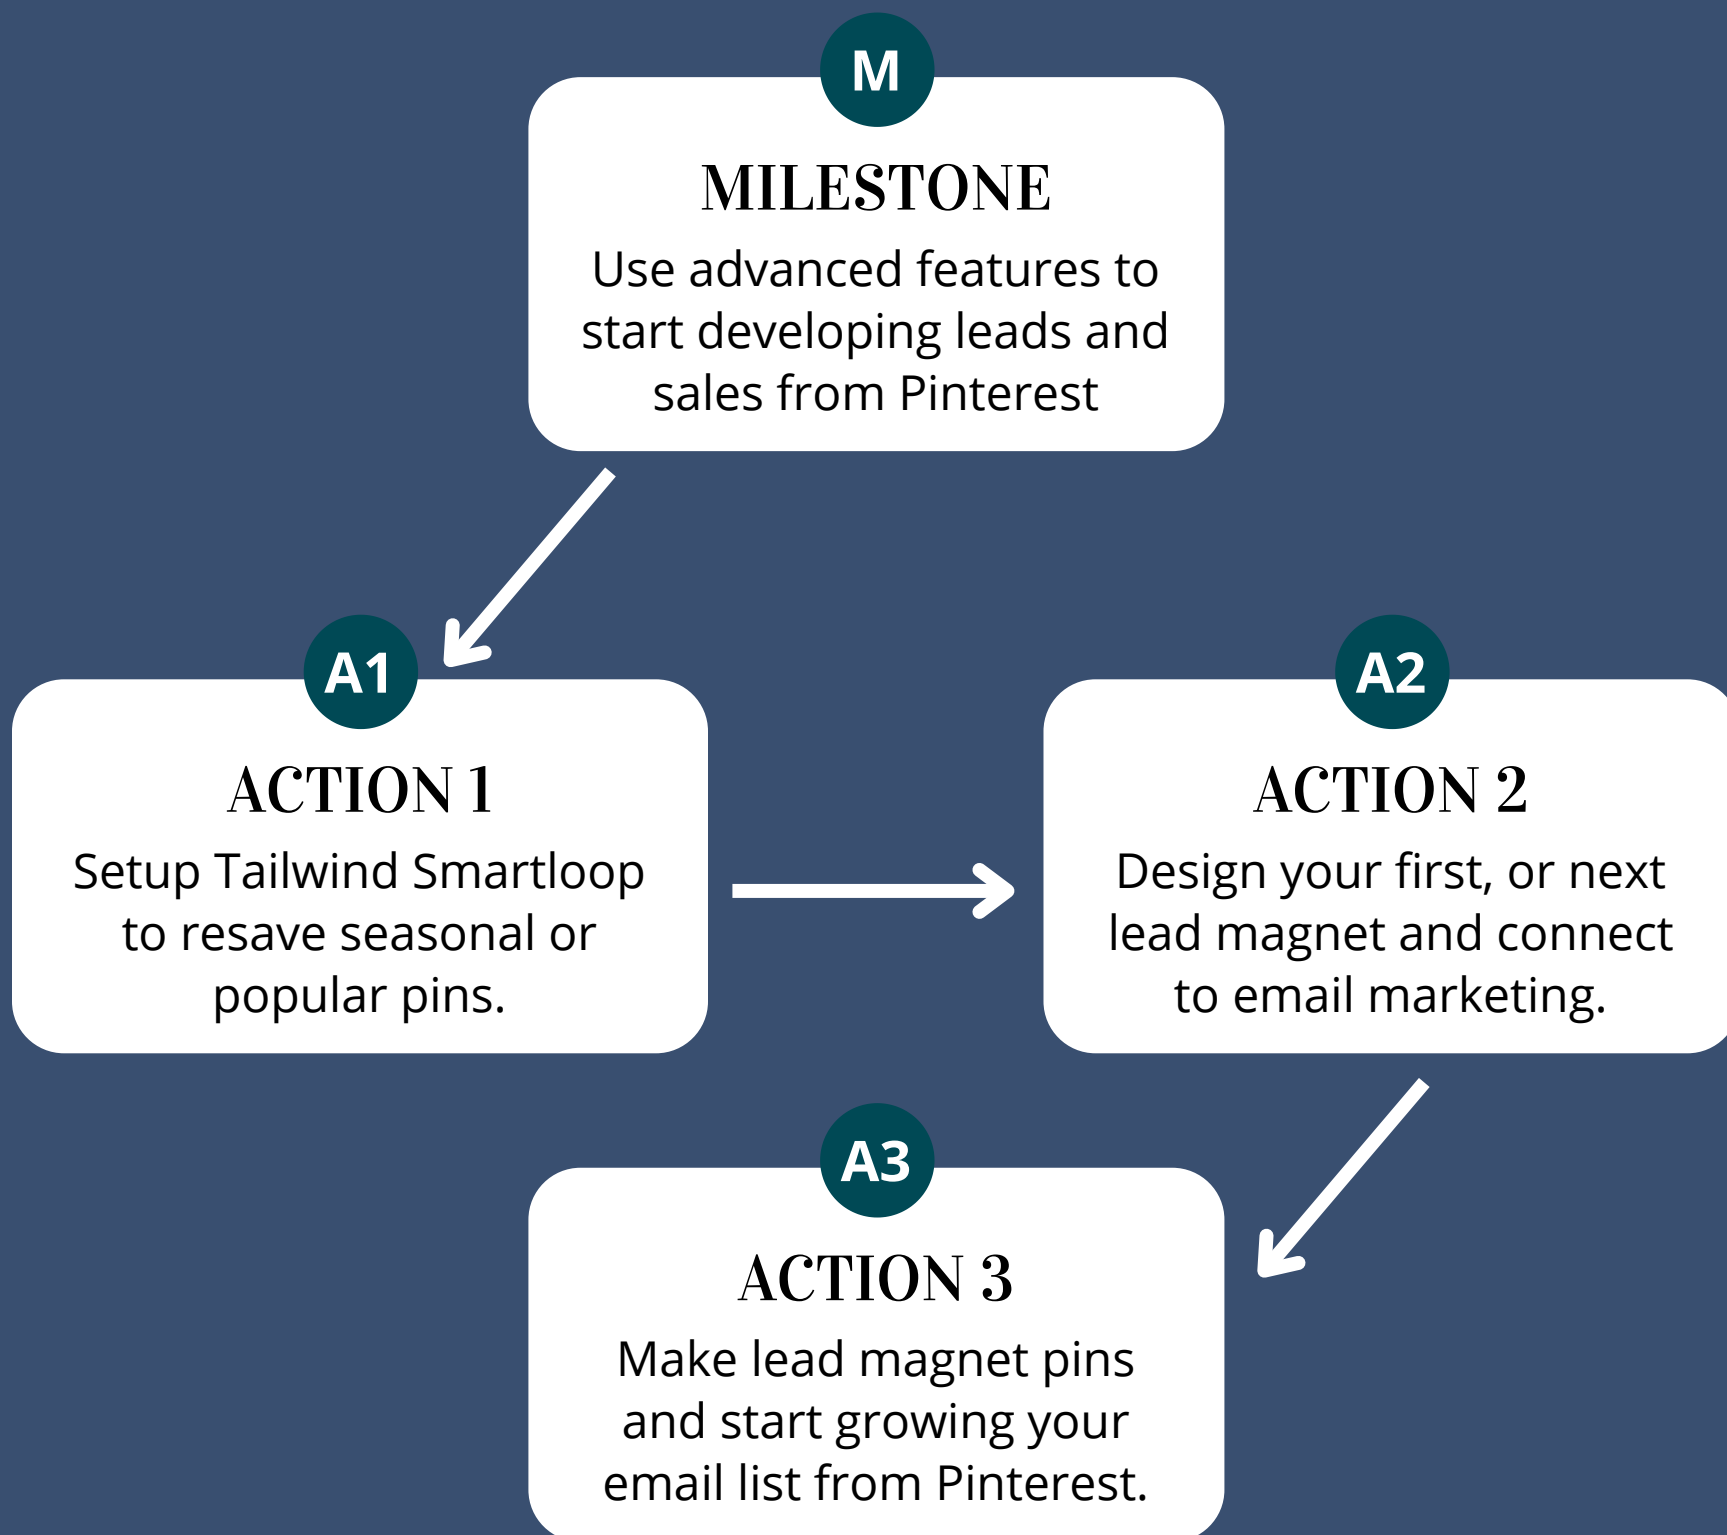 M
MILESTONE
Use advanced features to
start developing leads and
sales from Pinterest
A1
ACTION 1
Setup Tailwind Smartloop
to resave seasonal or
popular pins.
A2
ACTION 2
Design your first, or next
lead magnet and connect
to email marketing.
A3
ACTION 3
Make lead magnet pins
and start growing your
email list from Pinterest.